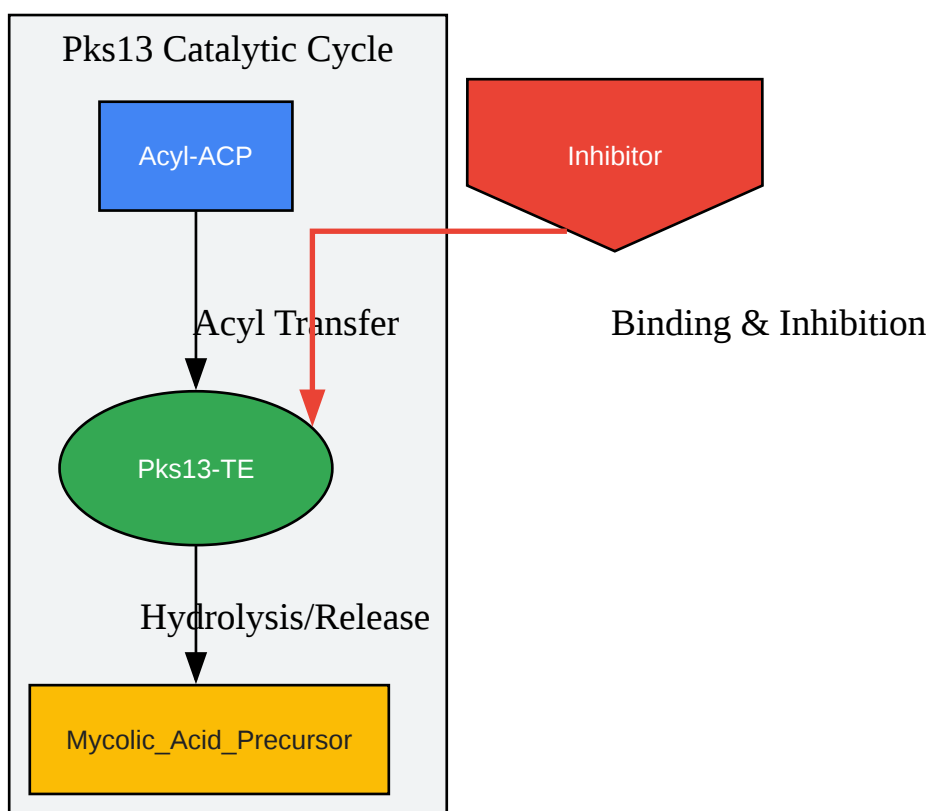 Pks13 Catalytic Cycle
Acyl-ACP
Inhibitor
Acyl Transfer
Binding & Inhibition
Pks13-TE
Hydrolysis/Release
Mycolic_Acid_Precursor